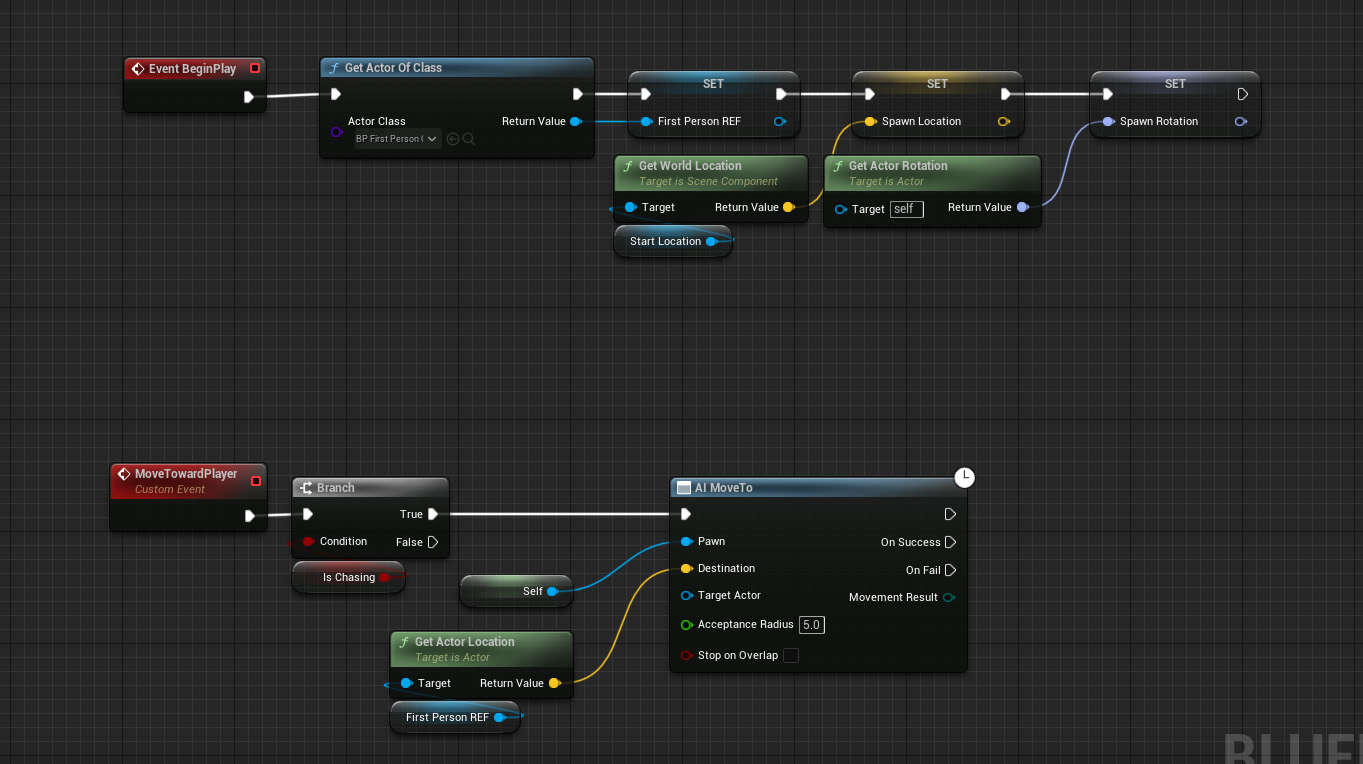 Event BeginPlay
Get Actor Of Class
Actor Class
BP First Person
Return Value
SET
First Person REF
SET
Spawn Location
SET
Spawn Rotation
Get World Location
Target is Scene Component
Target
Return Value
Start Location
Get Actor Rotation
Target is Actor
Target self
Return Value
MoveTowardPlayer
Custom Event
Branch
True
Condition
False
Is Chasing
Self
Get Actor Location
Target is Actor
Target
Return Value
First Person REF
AI MoveTo
Pawn
On Success
Destination
On Fail
Target Actor
Movement Result
Acceptance Radius 5.0
Stop on Overlap